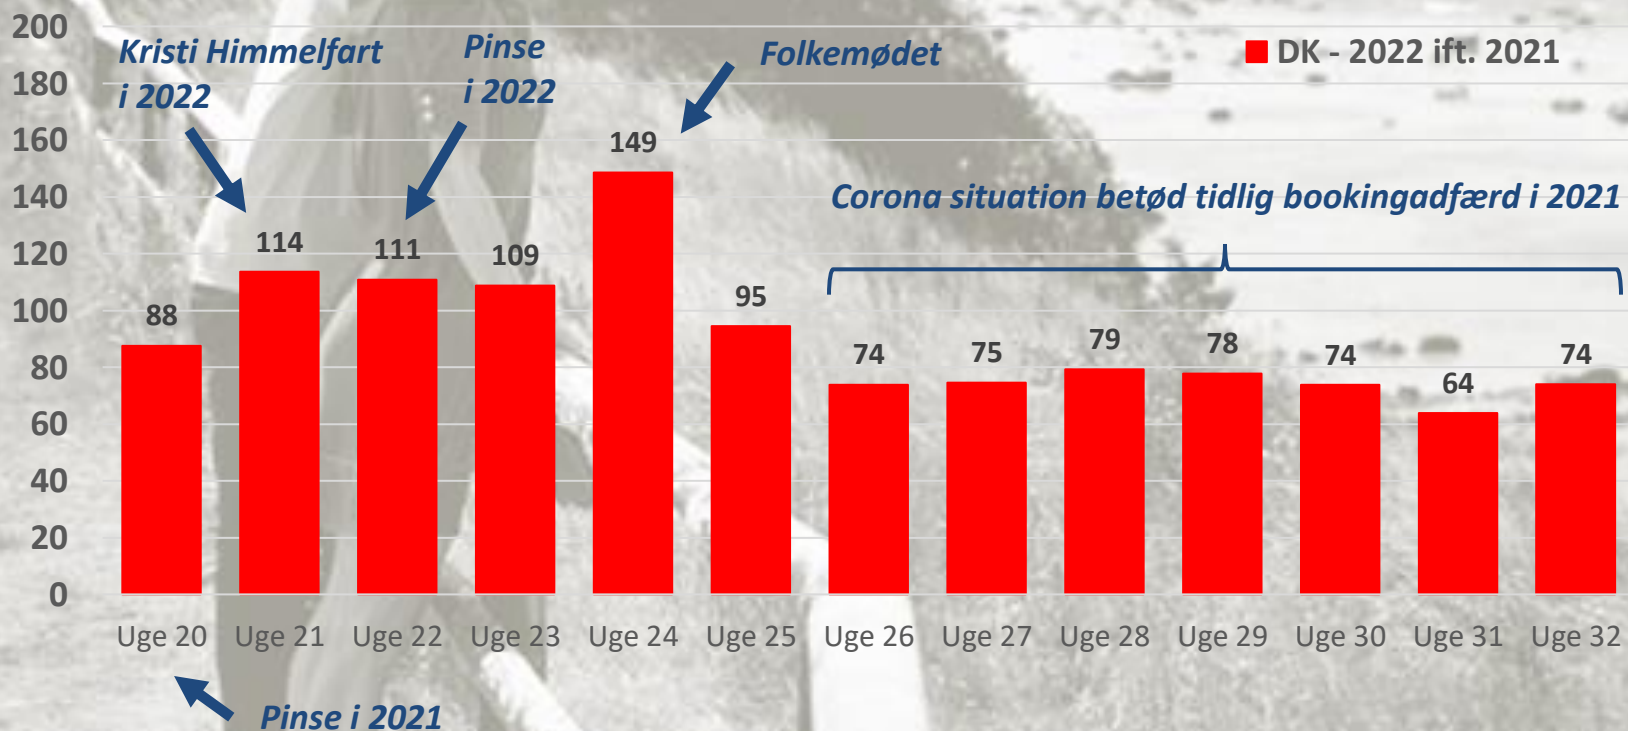 200
180
160
140
120
100
80
60
40
20
0
Kristi Himmelfart
i 2022
Pinse
i 2022
Folkemødet
DK - 2022 ift. 2021
Corona situation betød tidlig bookingadfærd i 2021
88
114
111
109
149
95
74
75
79
78
74
64
74
Uge 20
Uge 21
Uge 22
Uge 23
Uge 24
Uge 25
Uge 26
Uge 27
Uge 28
Uge 29
Uge 30
Uge 31
Uge 32
Pinse i 2021